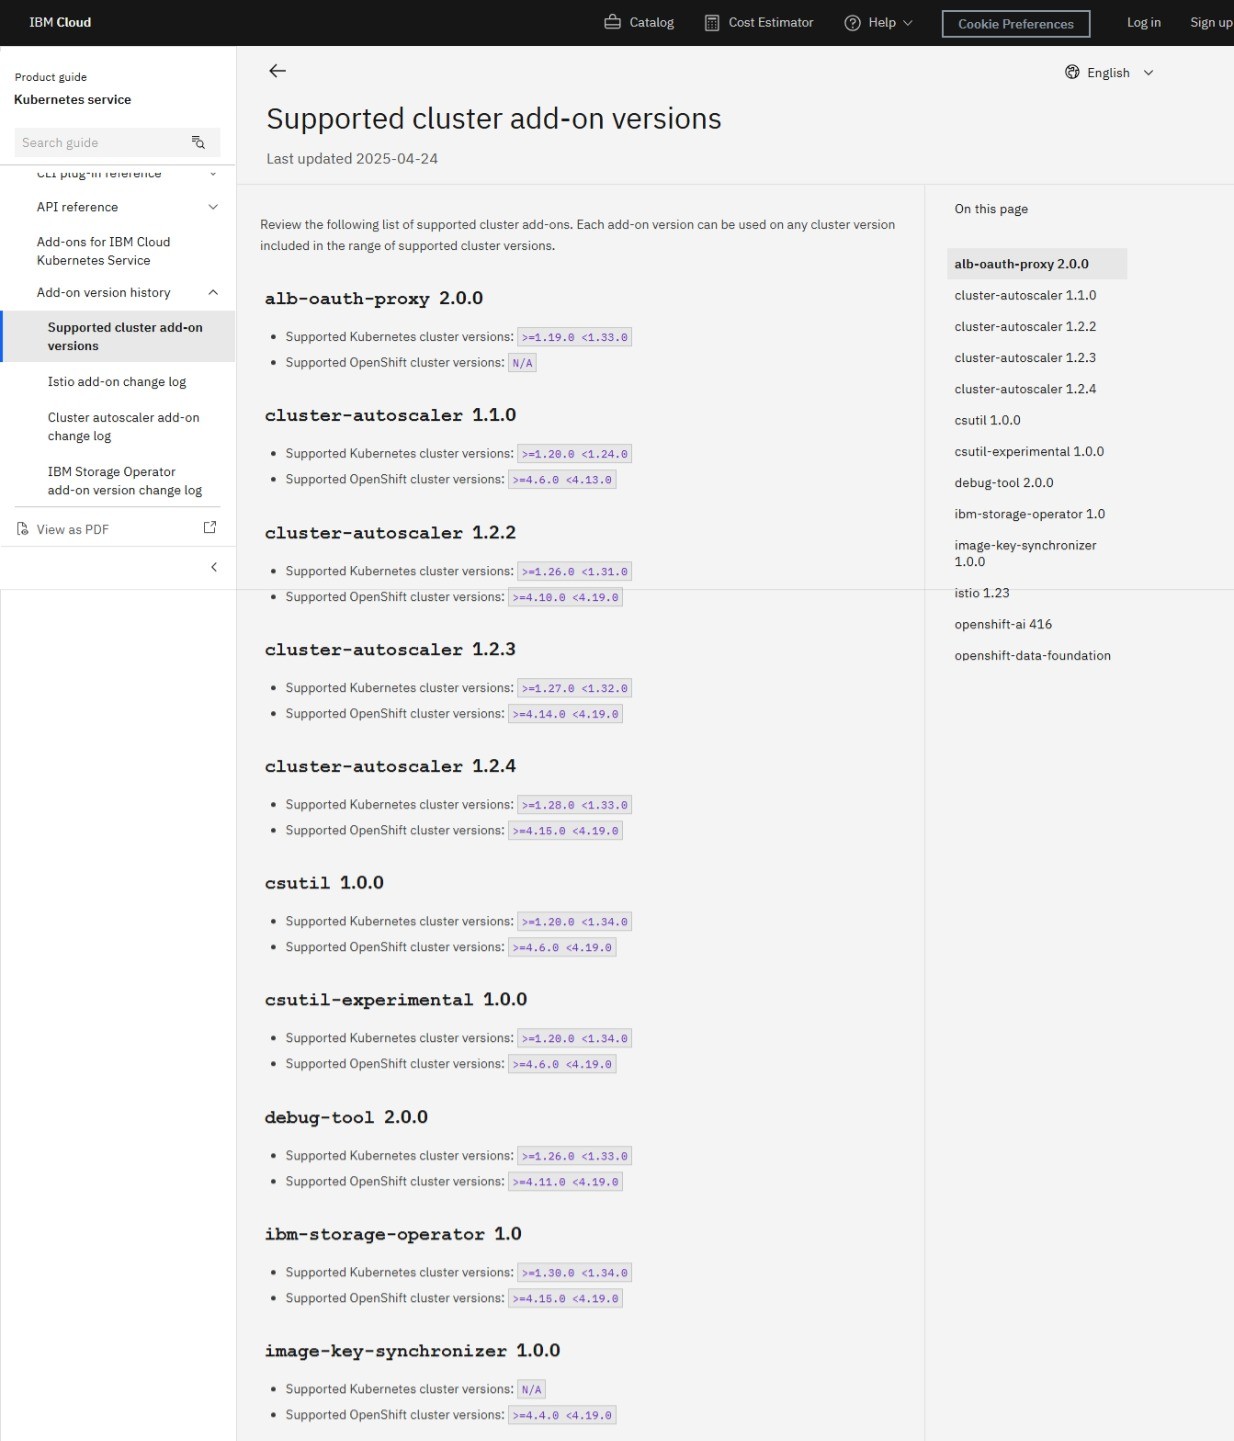 IBM Cloud
Catalog
Cost Estimator
Help
Cookie Preferences
Log in
Sign up
Product guide
Kubernetes service
Search guide
CLI plug-in reference
API reference
Add-ons for IBM Cloud
Kubernetes Service
Add-on version history
Supported cluster add-on
versions
Istio add-on change log
Cluster autoscaler add-on
change log
IBM Storage Operator
add-on version change log
View as PDF
English
Supported cluster add-on versions
Last updated 2025-04-24
Review the following list of supported cluster add-ons. Each add-on version can be used on any cluster version
included in the range of supported cluster versions.
alb-oauth-proxy 2.0.0
Supported Kubernetes cluster versions: >=1.19.0 <1.33.0
Supported OpenShift cluster versions: N/A
cluster-autoscaler 1.1.0
Supported Kubernetes cluster versions: >=1.20.0 <1.24.0
Supported OpenShift cluster versions: >=4.6.0 <4.13.0
cluster-autoscaler 1.2.2
Supported Kubernetes cluster versions: >=1.26.0 <1.31.0
Supported OpenShift cluster versions: >=4.10.0 <4.19.0
cluster-autoscaler 1.2.3
Supported Kubernetes cluster versions: >=1.27.0 <1.32.0
Supported OpenShift cluster versions: >=4.14.0 <4.19.0
cluster-autoscaler 1.2.4
Supported Kubernetes cluster versions: >=1.28.0 <1.33.0
Supported OpenShift cluster versions: >=4.15.0 <4.19.0
csutil 1.0.0
Supported Kubernetes cluster versions: >=1.20.0 <1.34.0
Supported OpenShift cluster versions: >=4.6.0 <4.19.0
csutil-experimental 1.0.0
Supported Kubernetes cluster versions: >=1.20.0 <1.34.0
Supported OpenShift cluster versions: >=4.6.0 <4.19.0
debug-tool 2.0.0
Supported Kubernetes cluster versions: >=1.26.0 <1.33.0
Supported OpenShift cluster versions: >=4.11.0 <4.19.0
ibm-storage-operator 1.0
Supported Kubernetes cluster versions: >=1.30.0 <1.34.0
Supported OpenShift cluster versions: >=4.15.0 <4.19.0
image-key-synchronizer 1.0.0
Supported Kubernetes cluster versions: N/A
Supported OpenShift cluster versions: >=4.4.0 <4.19.0
On this page
alb-oauth-proxy 2.0.0
cluster-autoscaler 1.1.0
cluster-autoscaler 1.2.2
cluster-autoscaler 1.2.3
cluster-autoscaler 1.2.4
csutil 1.0.0
csutil-experimental 1.0.0
debug-tool 2.0.0
ibm-storage-operator 1.0
image-key-synchronizer
1.0.0
istio 1.23
openshift-ai 416
openshift-data-foundation